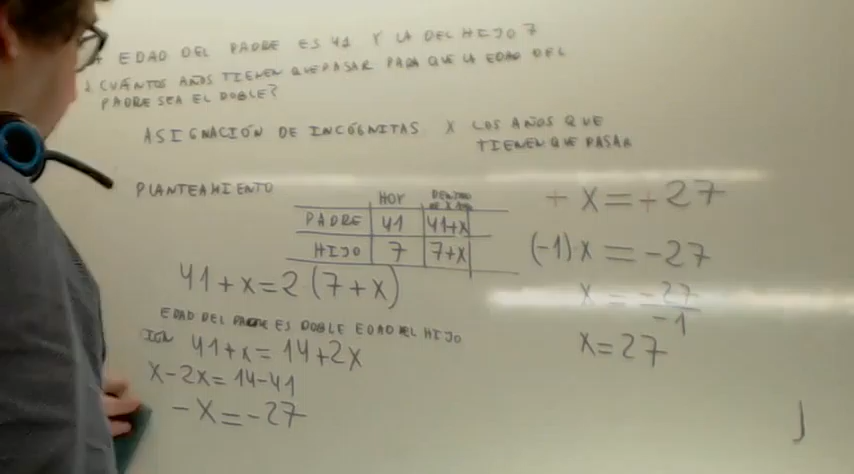 EDAD DEL PADRE ES 41 Y LA DEL HIJO 7
¿CUÁNTOS AÑOS TIENEN QUE PASAR PARA QUE LA EDAD DEL
PADRE SEA EL DOBLE?
ASIGNACIÓN DE INCÓGNITAS X LOS AÑOS QUE
TIENEN QUE PASAR
PLANTEAMIENTO
HOY DENTRO
DE X AÑOS
PADRE 41 41+x
HIJO 7 7+x
41+x=2(7+x)
EDAD DEL PADRE ES DOBLE EDAD DEL HIJO
41+x=14+2x
x-2x=14-41
-x=-27
+x=+27
(-1)x=-27
x=-27/-1
x=27